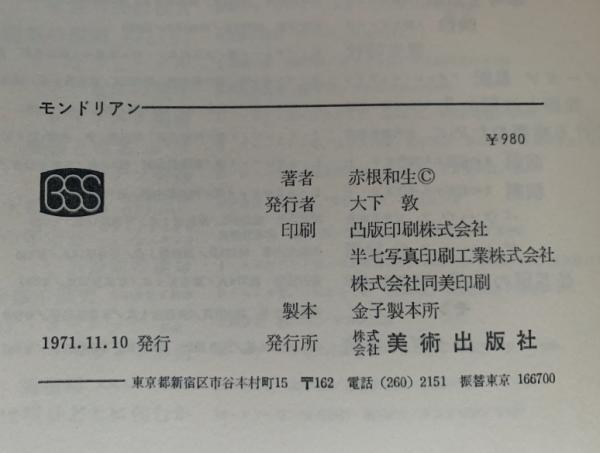 モンドリアン
¥980
BSS
著者 赤根和生©
発行者 大下 敦
印刷 凸版印刷株式会社
半七写真印刷工業株式会社
株式会社同美印刷
製本 金子製本所
1971.11.10 発行 発行所 株式会社 美術出版社
東京都新宿区市谷本村町15 〒162 電話 (260) 2151 振替東京 166700